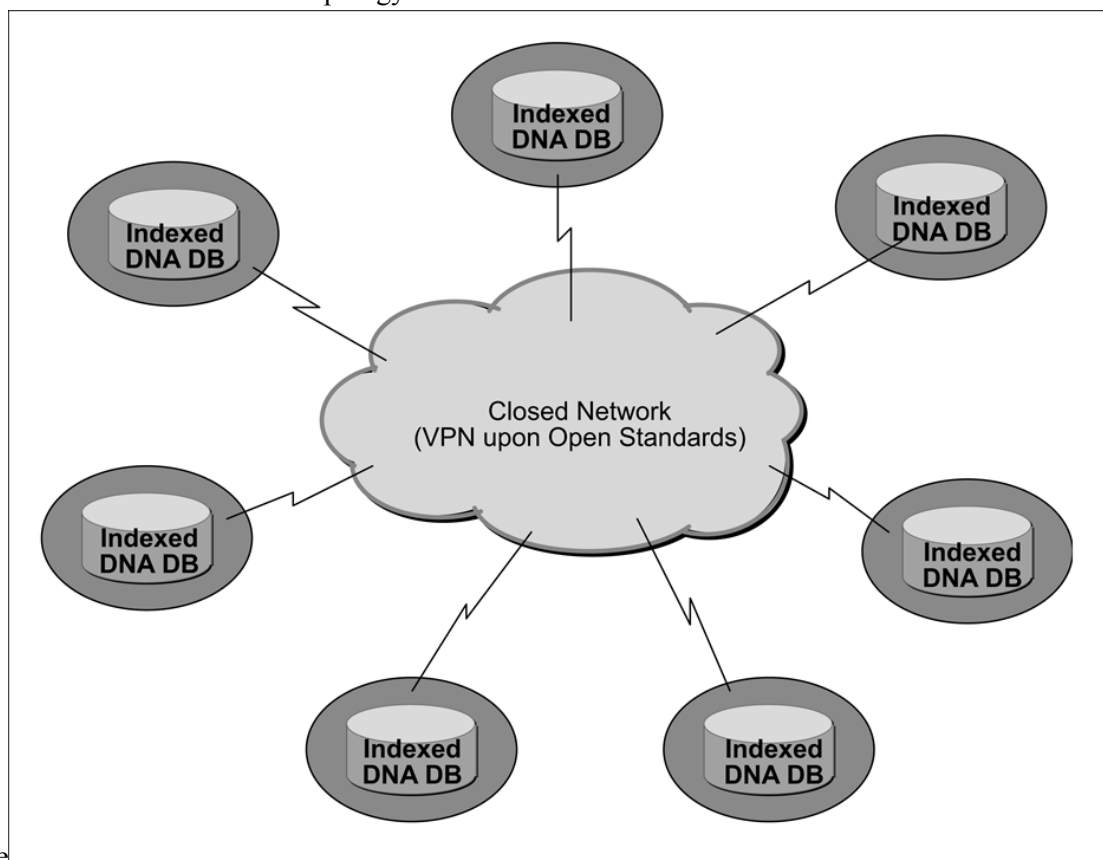 Indexed
DNA DB
Indexed
DNA DB
Indexed
DNA DB
Closed Network
(VPN upon Open Standards)
Indexed
DNA DB
Indexed
DNA DB
Indexed
DNA DB
Indexed
DNA DB